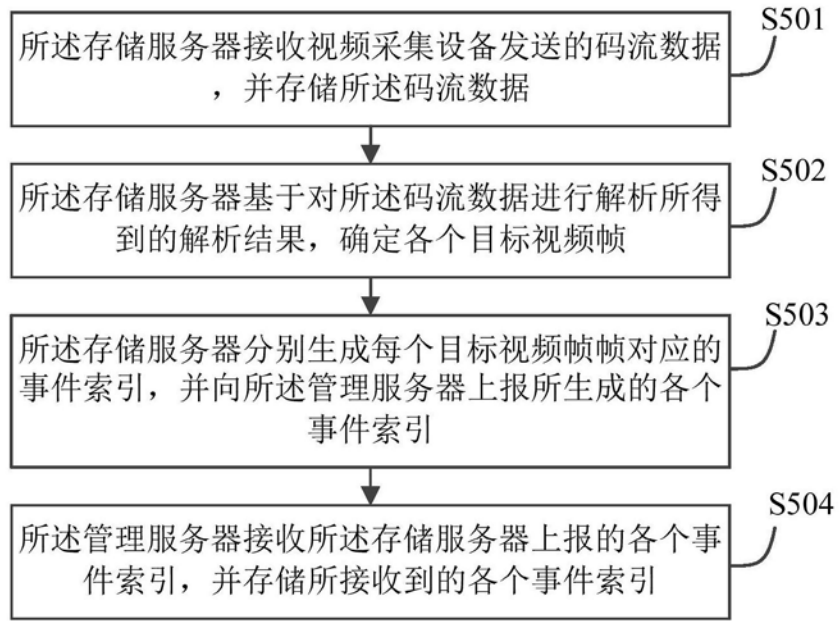 S501
所述存储服务器接收视频采集设备发送的码流数据
，并存储所述码流数据
S502
所述存储服务器基于对所述码流数据进行解析所得
到的解析结果，确定各个目标视频帧
S503
所述存储服务器分别生成每个目标视频帧帧对应的
事件索引，并向所述管理服务器上报所生成的各个
事件索引
S504
所述管理服务器接收所述存储服务器上报的各个事
件索引，并存储所接收到的各个事件索引